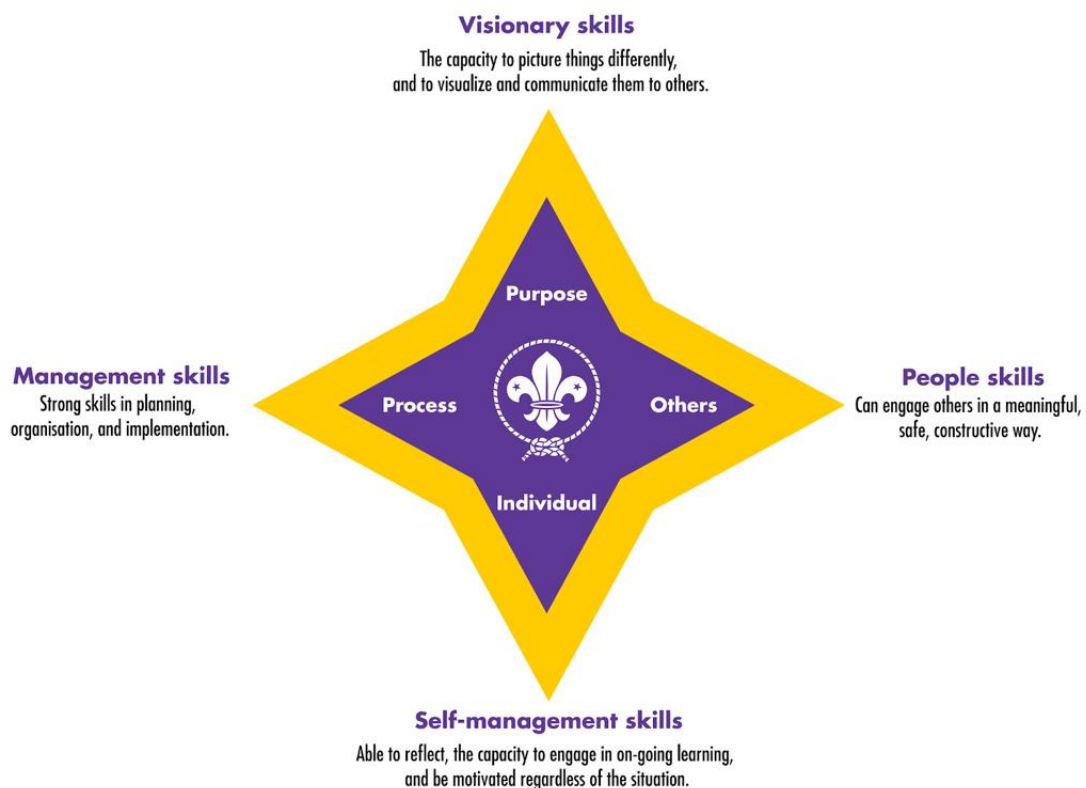 Visionary skills
The capacity to picture things differently,
and to visualize and communicate them to others.
Purpose
Management skills
Strong skills in planning,
organisation, and implementation.
Process
Others
People skills
Can engage others in a meaningful,
safe, constructive way.
Individual
Self-management skills
Able to reflect, the capacity to engage in on-going learning,
and be motivated regardless of the situation.